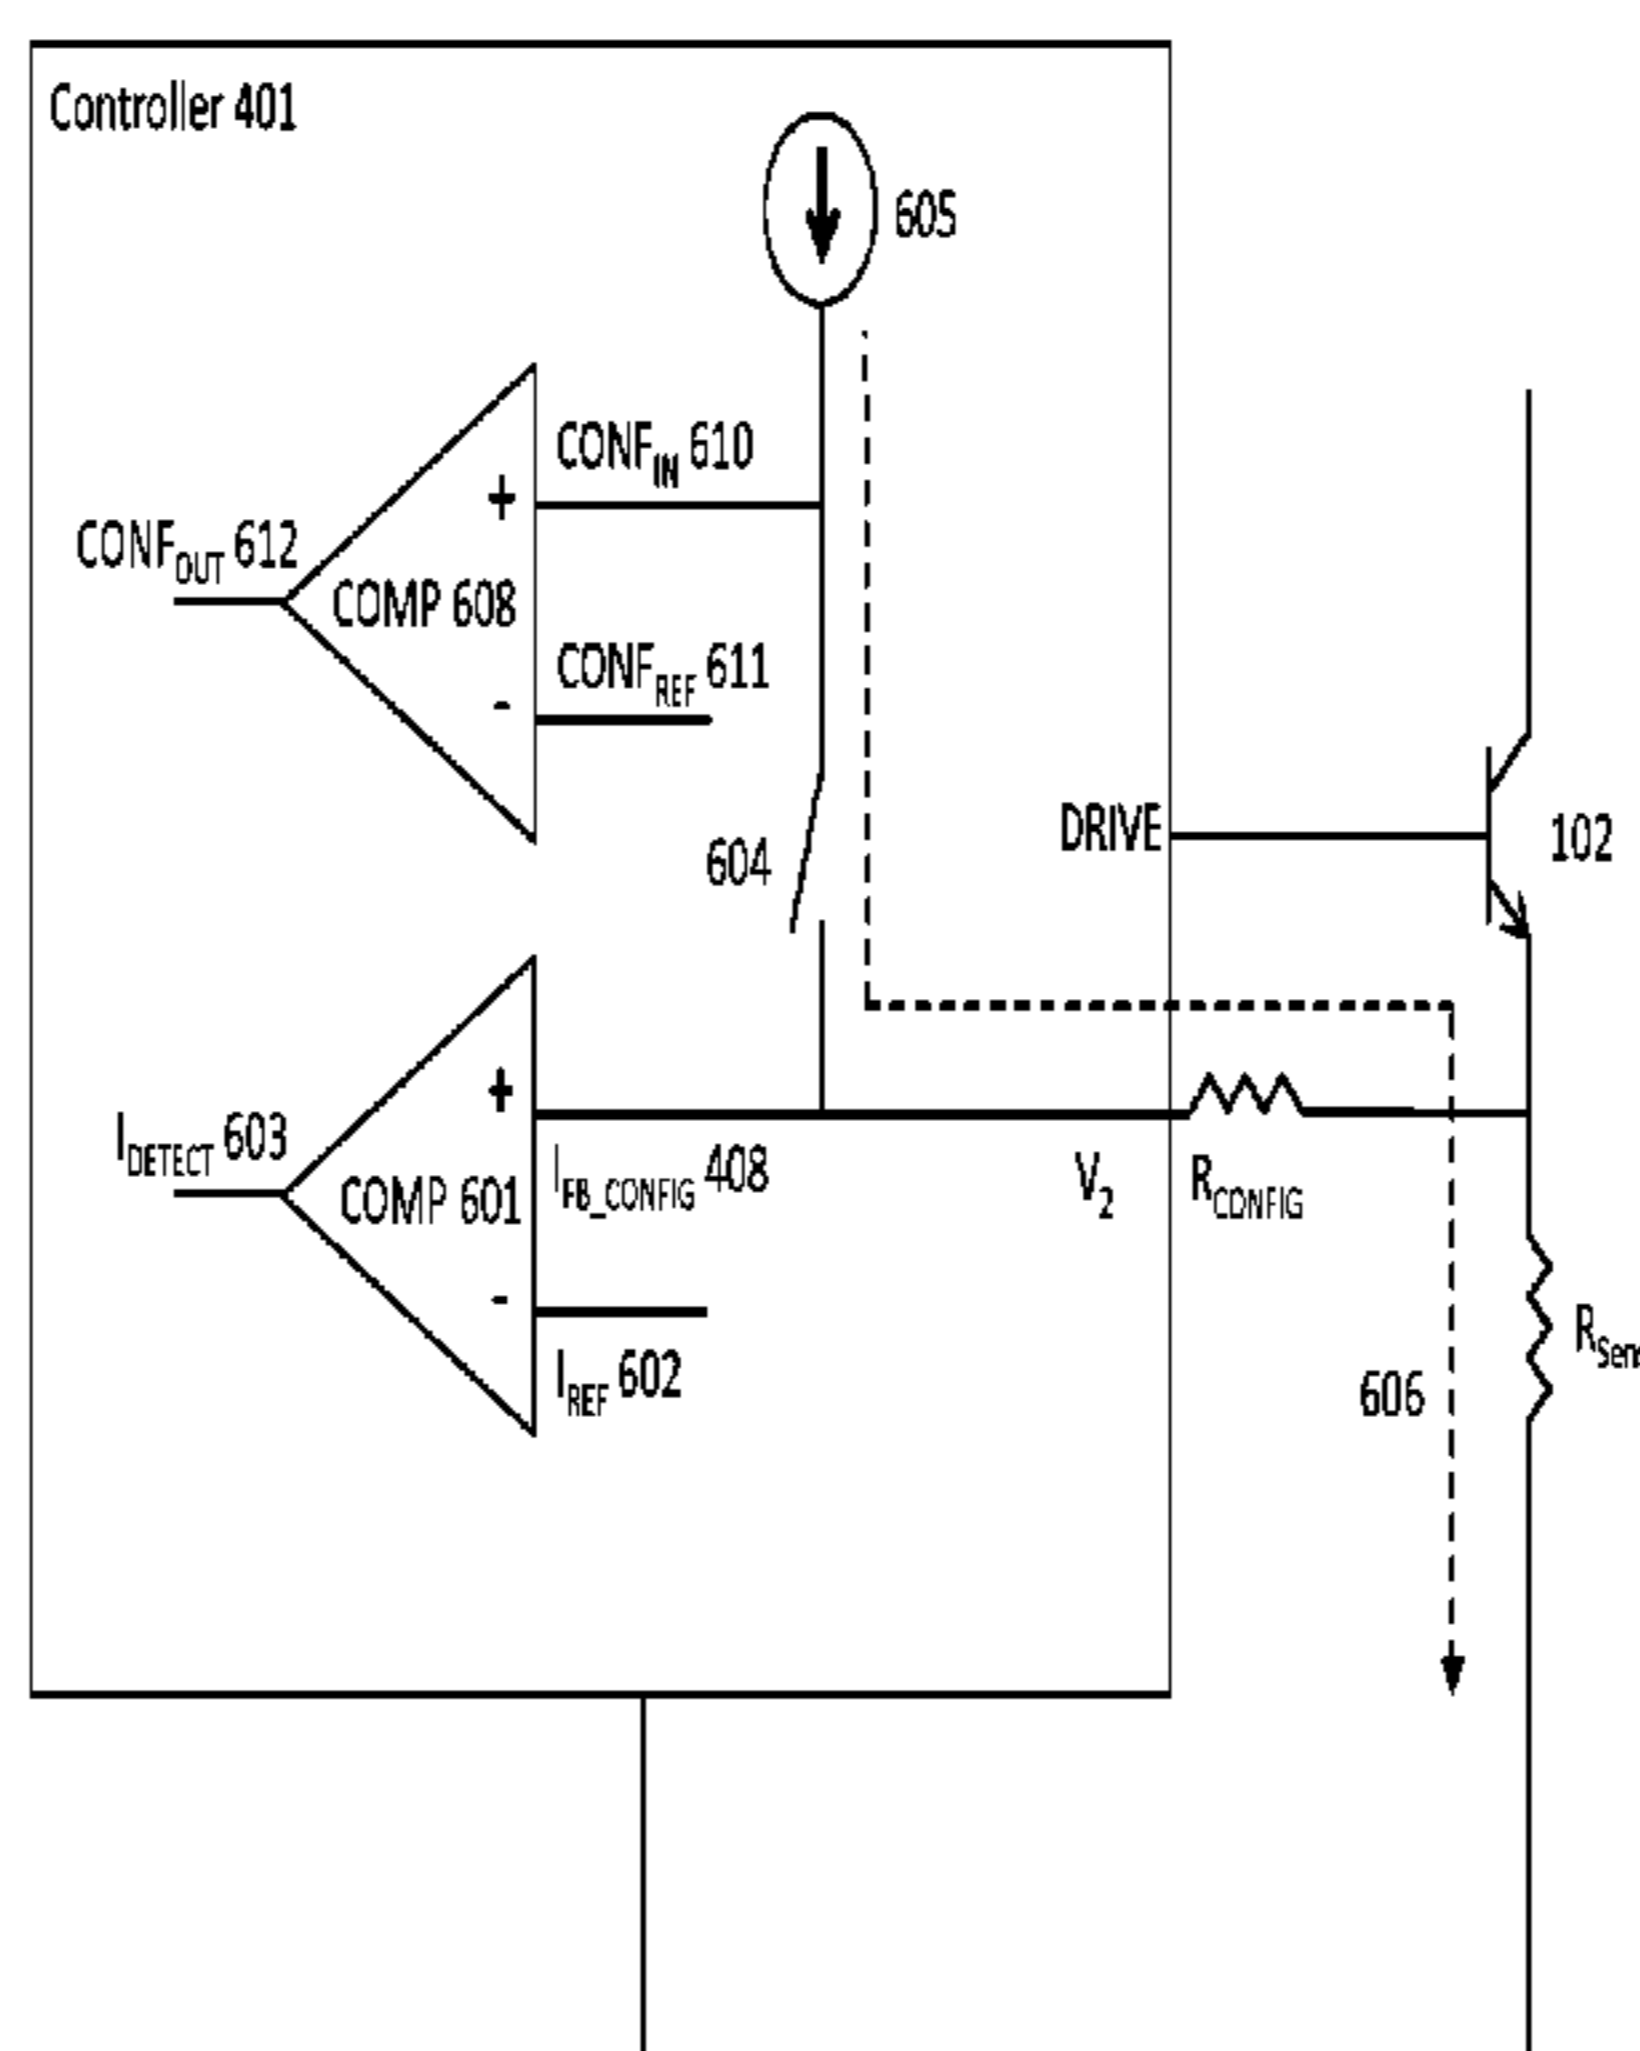 Controller 401
605
CONF_IN 610
+
CONF_OUT 612
COMP 608
CONF_REF 611
-
604
DRIVE
102
+
I_DETECT 603
COMP 601
I_FB_CONFIG 408
V_2
R_CONFIG
-
I_REF 602
606
R_Sen